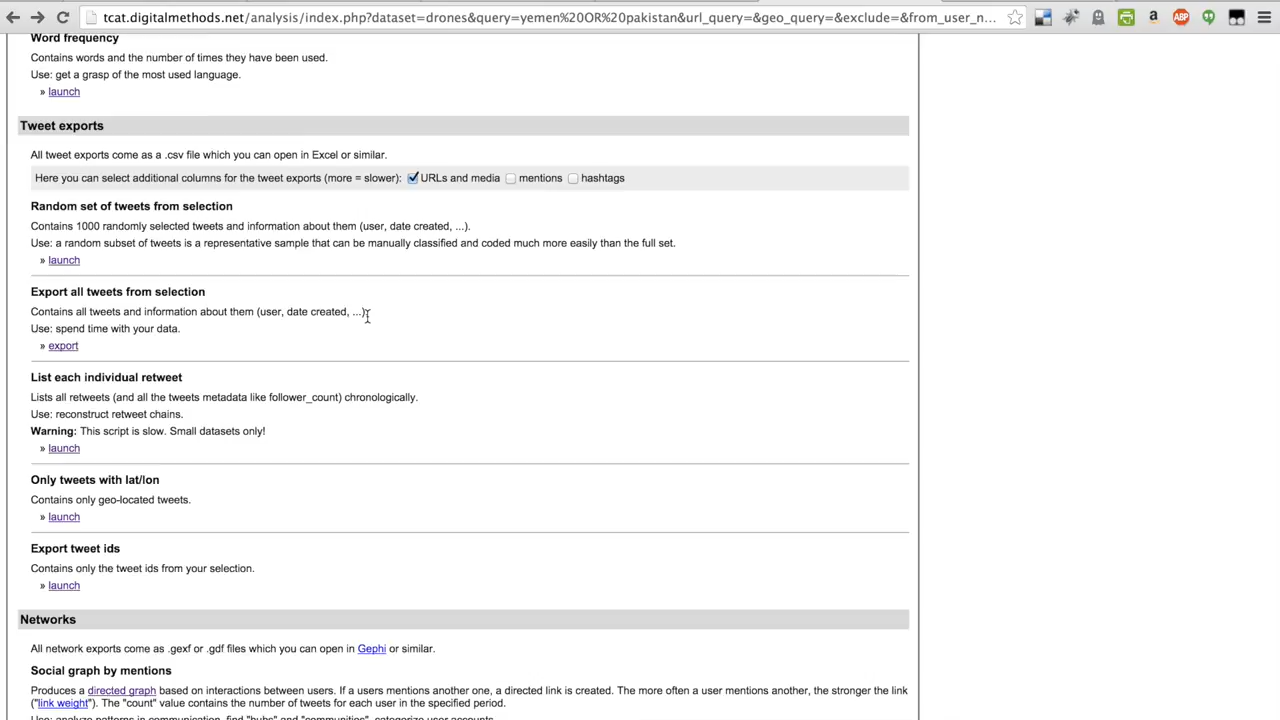 tcat.digitalmethods.net/analysis/index.php?dataset=drones&query=yemen%20OR%20pakistan&url_query=&geo_query=&exclude=&from_user_n...
Word frequency
Contains words and the number of times they have been used.
Use: get a grasp of the most used language.
» launch
Tweet exports
All tweet exports come as a .csv file which you can open in Excel or similar.
Here you can select additional columns for the tweet exports (more = slower): URLs and media mentions hashtags
Random set of tweets from selection
Contains 1000 randomly selected tweets and information about them (user, date created, ...).
Use: a random subset of tweets is a representative sample that can be manually classified and coded much more easily than the full set.
» launch
Export all tweets from selection
Contains all tweets and information about them (user, date created, ...).
Use: spend time with your data.
» export
List each individual retweet
Lists all retweets (and all the tweets metadata like follower_count) chronologically.
Use: reconstruct retweet chains.
Warning: This script is slow. Small datasets only!
» launch
Only tweets with lat/lon
Contains only geo-located tweets.
» launch
Export tweet ids
Contains only the tweet ids from your selection.
» launch
Networks
All network exports come as .gexf or .gdf files which you can open in Gephi or similar.
Social graph by mentions
Produces a directed graph based on interactions between users. If a users mentions another one, a directed link is created. The more often a user mentions another, the stronger the link
("link weight"). The "count" value contains the number of tweets for each user in the specified period.
Use: analyze patterns in communication, find "hubs" and "communities", categorize user accounts.